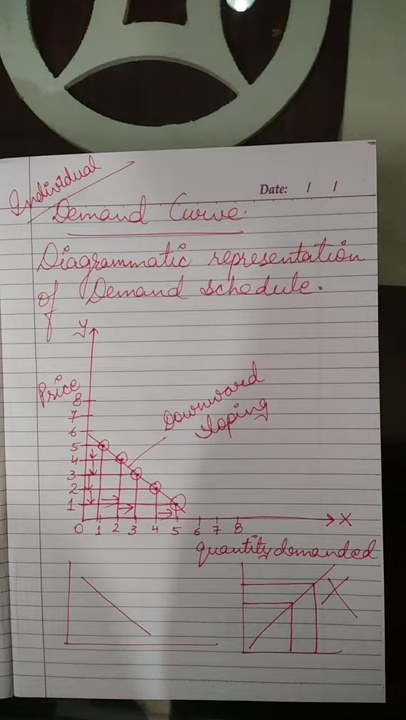 Individual
Date: / /
Demand Curve.
Diagrammatic representation
of Demand schedule.
y
Price
8
7
6
5
4
3
2
1
0 1 2 3 4 5 6 7 8
X
Downward
sloping
quantity demanded